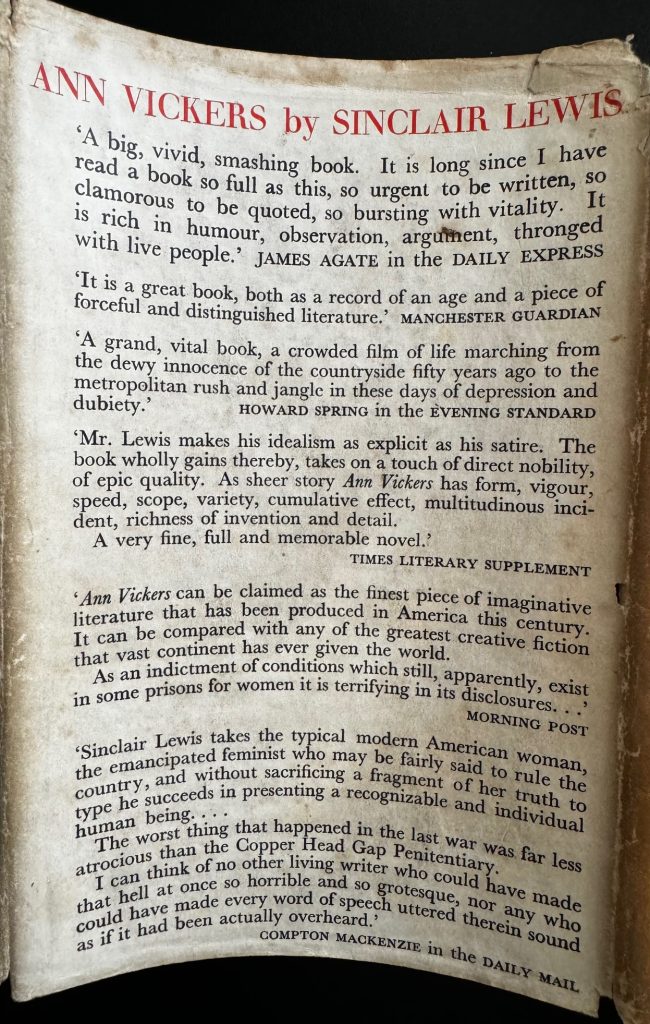 ANN VICKERS by SINCLAIR LEWIS
‘A big, vivid, smashing book. It is long since I have
read a book so full as this, so urgent to be written, so
clamorous to be quoted, so bursting with vitality. It
is rich in humour, observation, argument, thronged
with live people.’ JAMES AGATE in the DAILY EXPRESS
‘It is a great book, both as a record of an age and a piece of
forceful and distinguished literature.’ MANCHESTER GUARDIAN
‘A grand, vital book, a crowded film of life marching from
the dewy innocence of the countryside fifty years ago to the
metropolitan rush and jangle in these days of depression and
dubiety.’ HOWARD SPRING in the EVENING STANDARD
‘Mr. Lewis makes his idealism as explicit as his satire. The
book wholly gains thereby, takes on a touch of direct nobility,
of epic quality. As sheer story Ann Vickers has form, vigour,
speed, scope, variety, cumulative effect, multitudinous inci-
dent, richness of invention and detail.
A very fine, full and memorable novel.’
TIMES LITERARY SUPPLEMENT
‘Ann Vickers can be claimed as the finest piece of imaginative
literature that has been produced in America this century.
It can be compared with any of the greatest creative fiction
that vast continent has ever given the world.
As an indictment of conditions which still, apparently, exist
in some prisons for women it is terrifying in its disclosures. . .’
MORNING POST
‘Sinclair Lewis takes the typical modern American woman,
the emancipated feminist who may be fairly said to rule the
country, and without sacrificing a fragment of her truth to
type he succeeds in presenting a recognizable and individual
human being. . . .
The worst thing that happened in the last war was far less
atrocious than the Copper Head Gap Penitentiary.
I can think of no other living writer who could have made
that hell at once so horrible and so grotesque, nor any who
could have made every word of speech uttered therein sound
as if it had been actually overheard.’
COMPTON MACKENZIE in the DAILY MAIL